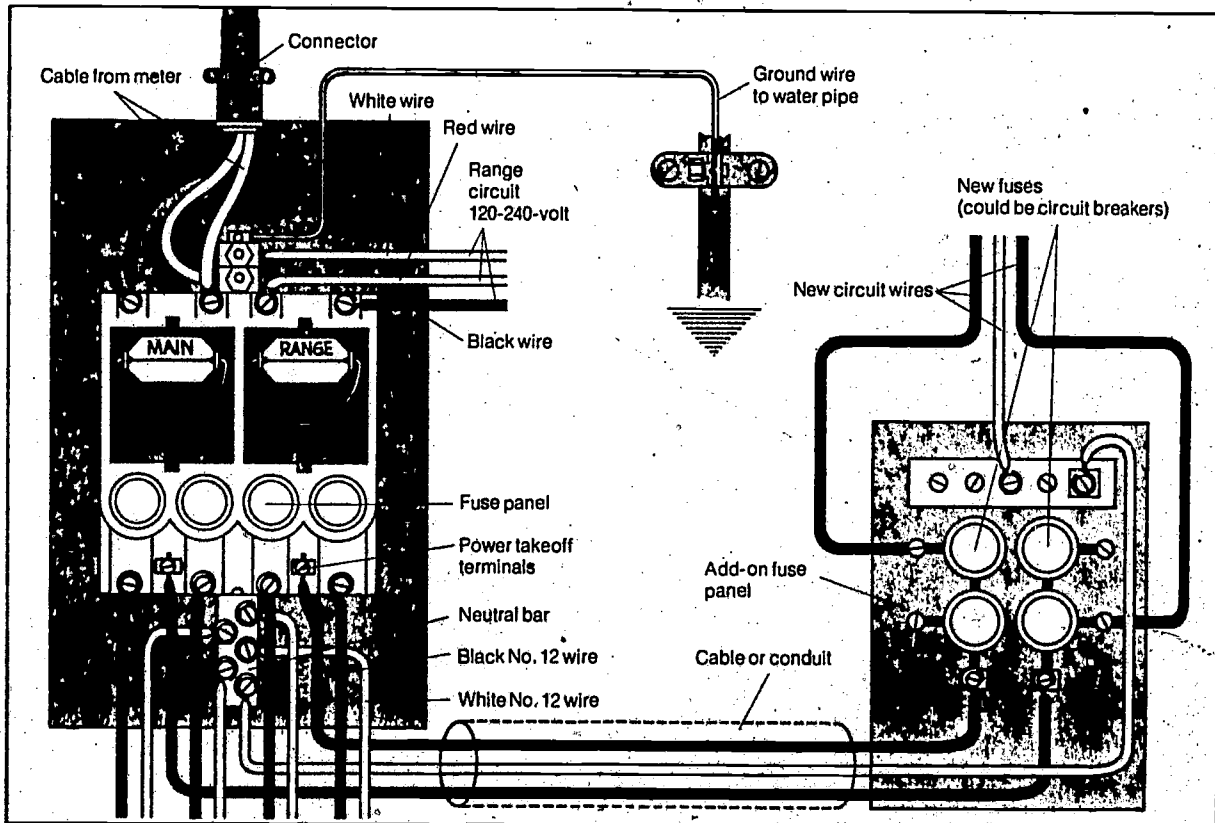 Connector
Cable from meter
White wire
Ground wire
to water pipe
Red wire
Range
circuit
120-240-volt
New fuses
(could be circuit breakers)
New circuit wires
Black wire
MAIN
RANGE
Fuse panel
Power takeoff
terminals
Add-on fuse
panel
Neutral bar
Black No. 12 wire
Cable or conduit
White No. 12 wire